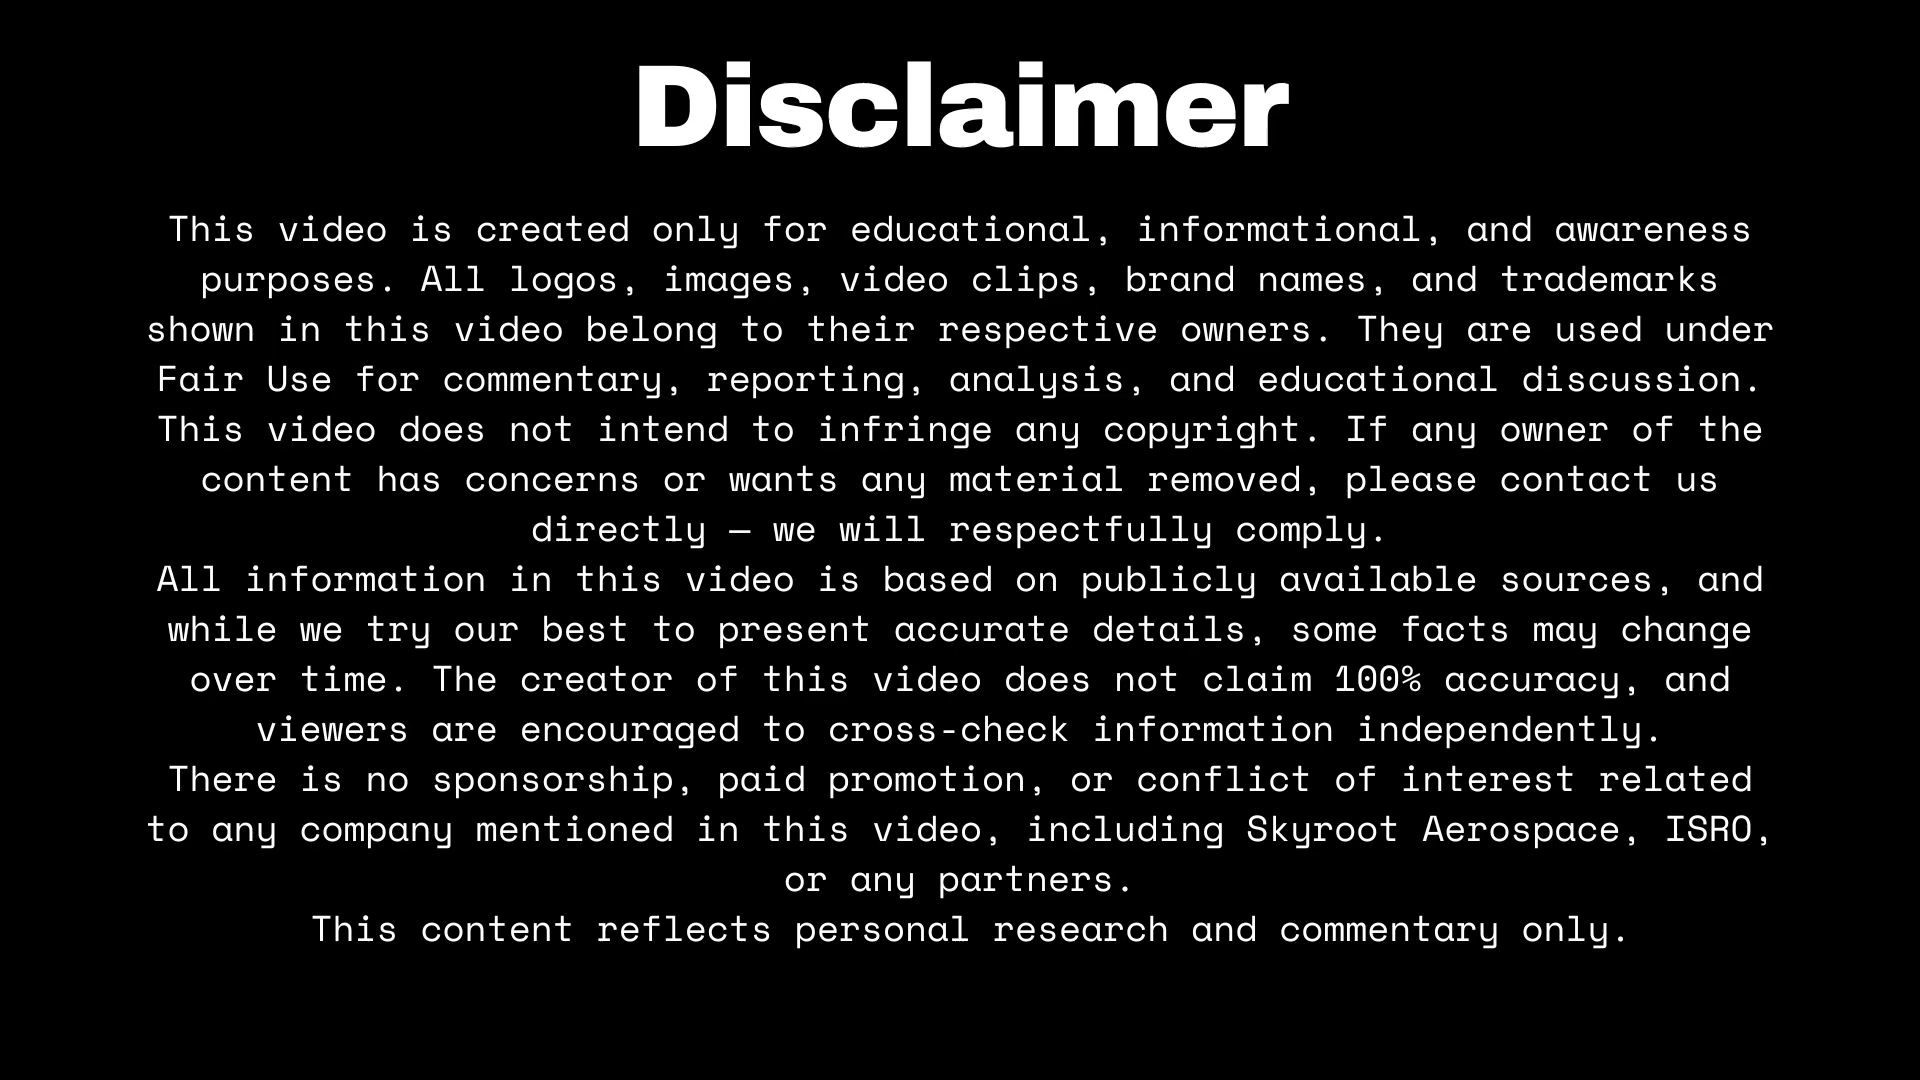 Disclaimer
This video is created only for educational, informational, and awareness
purposes. All logos, images, video clips, brand names, and trademarks
shown in this video belong to their respective owners. They are used under
Fair Use for commentary, reporting, analysis, and educational discussion.
This video does not intend to infringe any copyright. If any owner of the
content has concerns or wants any material removed, please contact us
directly — we will respectfully comply.
All information in this video is based on publicly available sources, and
while we try our best to present accurate details, some facts may change
over time. The creator of this video does not claim 100% accuracy, and
viewers are encouraged to cross-check information independently.
There is no sponsorship, paid promotion, or conflict of interest related
to any company mentioned in this video, including Skyroot Aerospace, ISRO,
or any partners.
This content reflects personal research and commentary only.